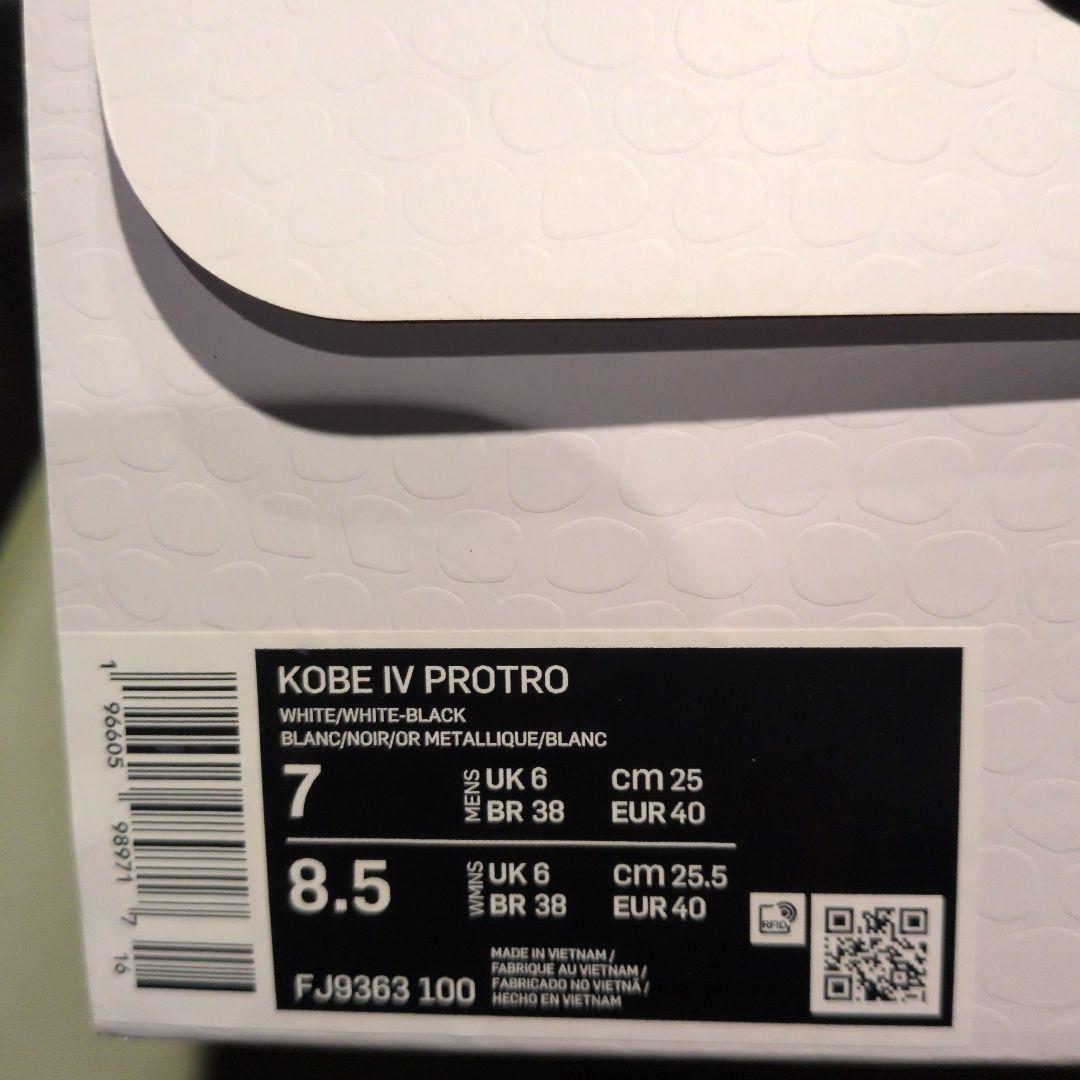 KOBE IV PROTRO
WHITE/WHITE-BLACK
BLANC/NOIR/OR METALLIQUE/BLANC
7 MENS UK 6 cm 25
BR 38 EUR 40
8.5 WMNS UK 6 cm 25.5
BR 38 EUR 40
RFID
FJ9363 100
MADE IN VIETNAM /
FABRIQUE AU VIETNAM /
FABRICADO NO VIETNÃ /
HECHO EN VIETNAM
1 96605 98971 7 16